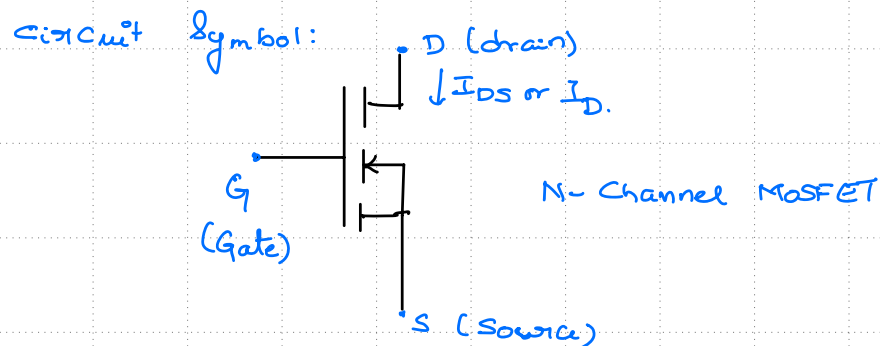 Circuit Symbol:
D (drain)
↓ IDS or ID.
G
(Gate)
N- Channel MOSFET
S (Source)